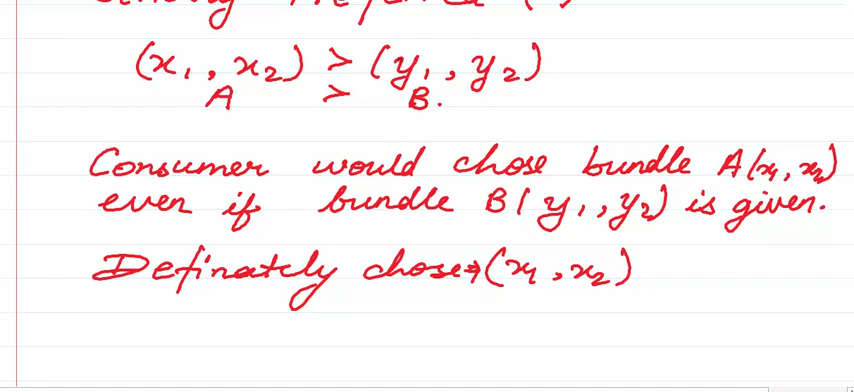 (x1, x2) > (y1, y2)
A > B.
Consumer would chose bundle A(x1, x2)
even if bundle B(y1, y2) is given.
Definately chose→(x1, x2)